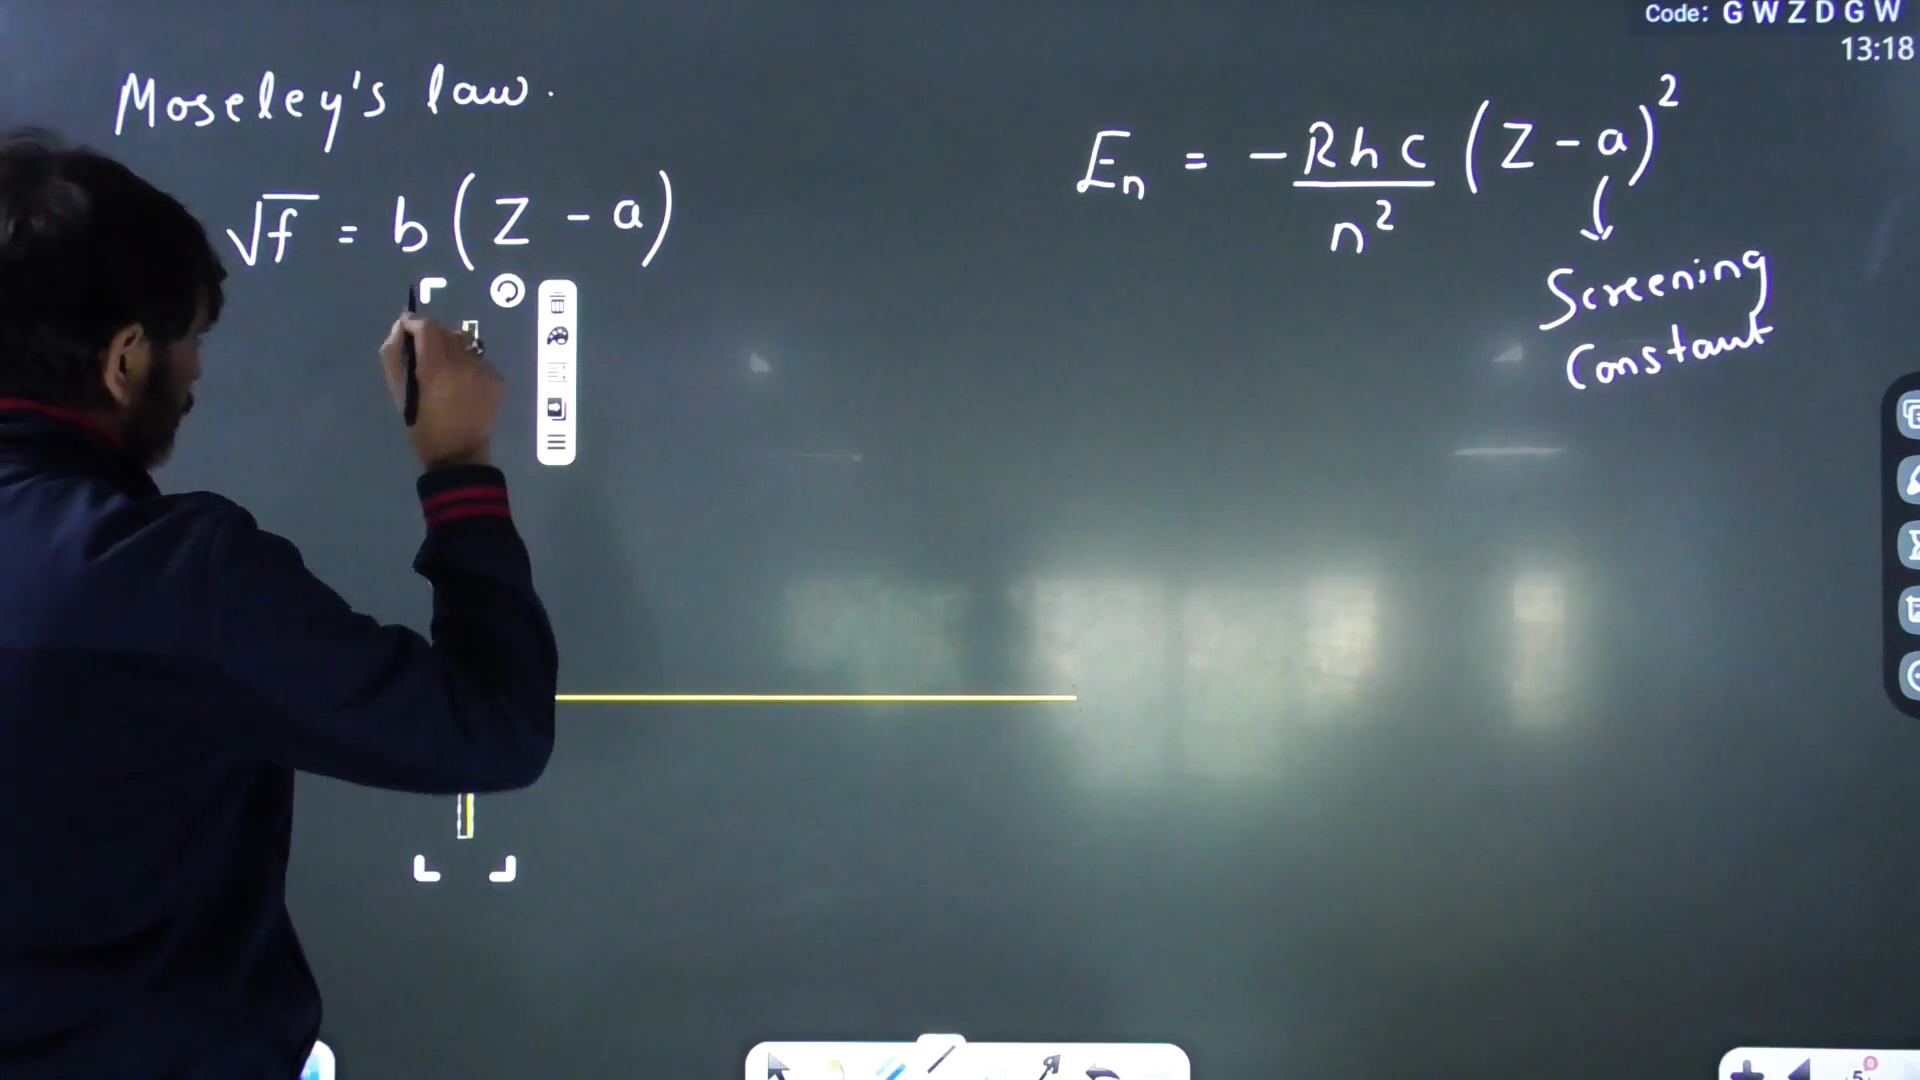 Code: G W Z D G W
13:18
Moseley's law.
√f = b (Z - a)
En = -Rhc/n² (Z - a)²
Screening
Constant